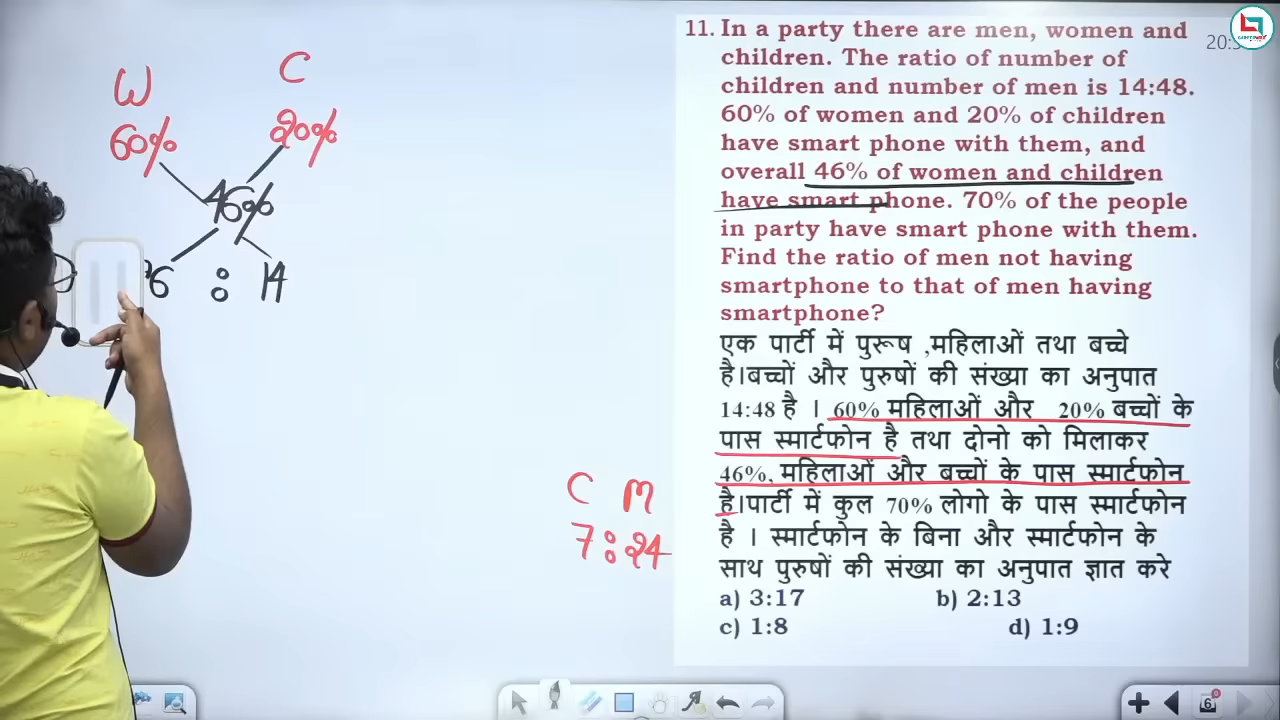 W
C
60%
20%
46%
6 : 14
C M
7 : 24
11. In a party there are men, women and
children. The ratio of number of
children and number of men is 14:48.
60% of women and 20% of children
have smart phone with them, and
overall 46% of women and children
have smart phone. 70% of the people
in party have smart phone with them.
Find the ratio of men not having
smartphone to that of men having
smartphone?
एक पार्टी में पुरूष ,महिलाओं तथा बच्चे
है।बच्चों और पुरुषों की संख्या का अनुपात
14:48 है । 60% महिलाओं और 20% बच्चों के
पास स्मार्टफोन है तथा दोनो को मिलाकर
46%, महिलाओं और बच्चों के पास स्मार्टफोन
है।पार्टी में कुल 70% लोगो के पास स्मार्टफोन
है । स्मार्टफोन के बिना और स्मार्टफोन के
साथ पुरुषों की संख्या का अनुपात ज्ञात करे
a) 3:17 b) 2:13
c) 1:8 d) 1:9
6